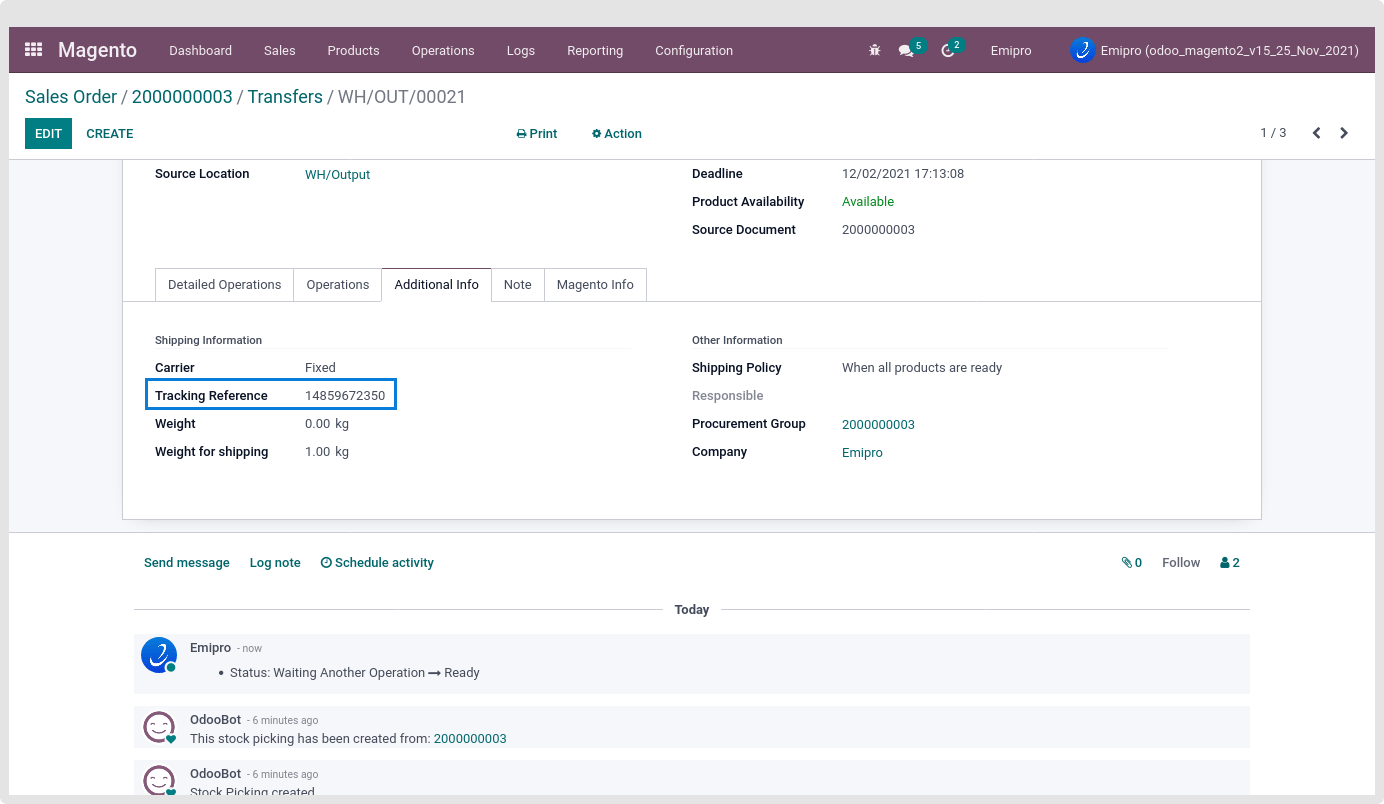 Magento Dashboard Sales Products Operations Logs Reporting Configuration 5 2 Emipro Emipro (odoo_magento2_v15_25_Nov_2021)
Sales Order / 2000000003 / Transfers / WH/OUT/00021
EDIT CREATE Print Action 1 / 3
Source Location WH/Output Deadline 12/02/2021 17:13:08
Product Availability Available
Source Document 2000000003
Detailed Operations Operations Additional Info Note Magento Info
Shipping Information
Carrier Fixed
Tracking Reference 14859672350
Weight 0.00 kg
Weight for shipping 1.00 kg
Other Information
Shipping Policy When all products are ready
Responsible
Procurement Group 2000000003
Company Emipro
Send message Log note Schedule activity 0 Follow 2
Today
Emipro - now
• Status: Waiting Another Operation → Ready
OdooBot - 6 minutes ago
This stock picking has been created from: 2000000003
OdooBot - 6 minutes ago
Stock Picking created